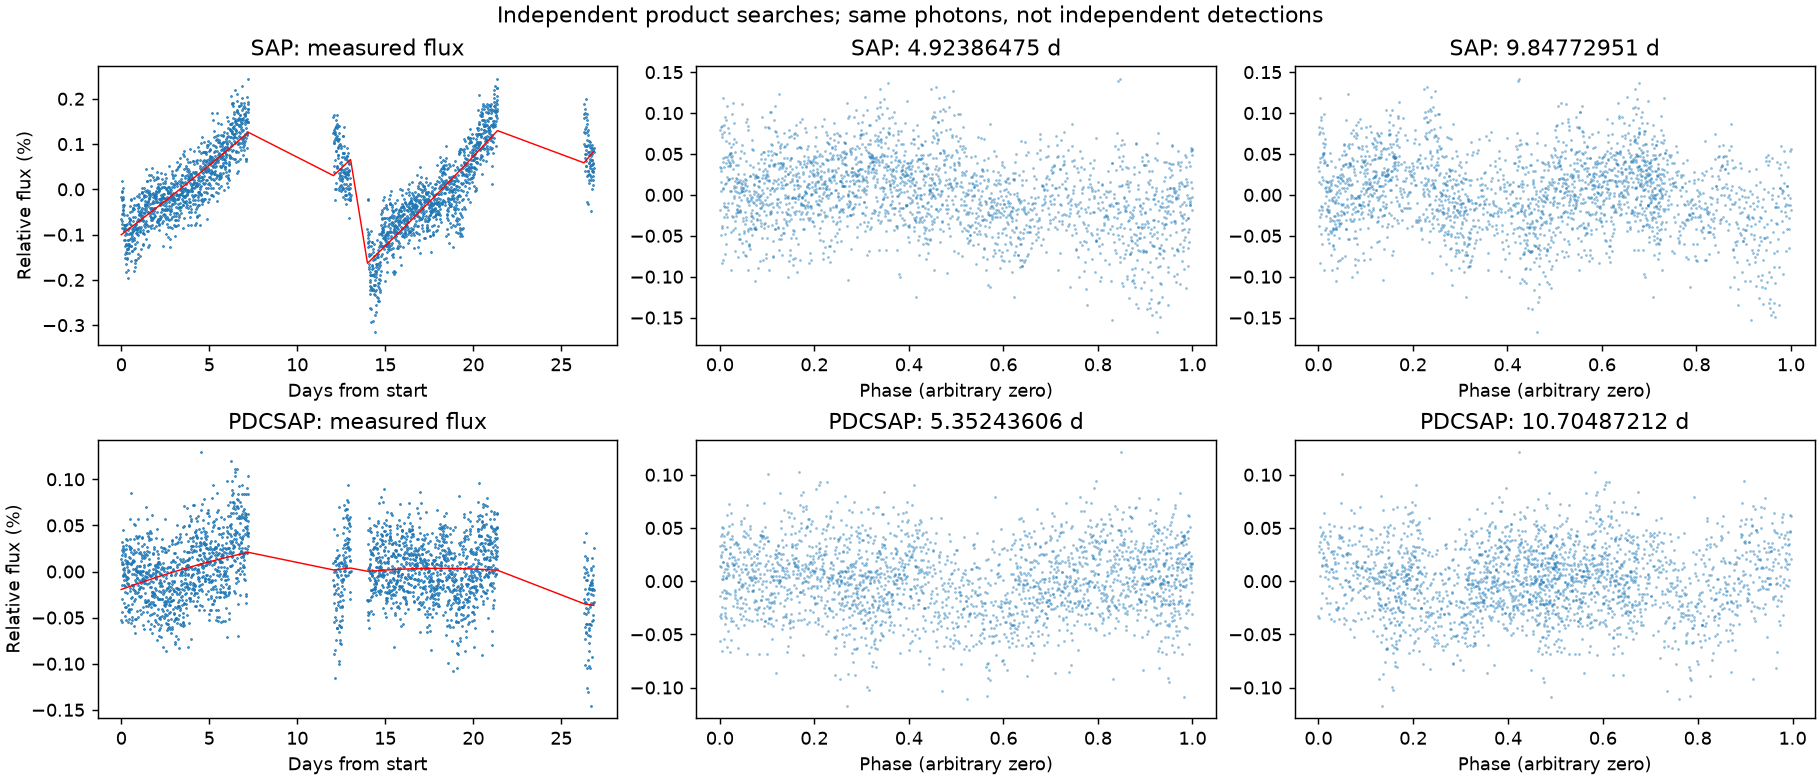 Independent product searches; same photons, not independent detections
SAP: measured flux
SAP: 4.92386475 d
SAP: 9.84772951 d
Relative flux (%)
0.2
0.1
0.0
−0.1
−0.2
−0.3
0 5 10 15 20 25
Days from start
0.15
0.10
0.05
0.00
−0.05
−0.10
−0.15
0.0 0.2 0.4 0.6 0.8 1.0
Phase (arbitrary zero)
0.15
0.10
0.05
0.00
−0.05
−0.10
−0.15
0.0 0.2 0.4 0.6 0.8 1.0
Phase (arbitrary zero)
PDCSAP: measured flux
PDCSAP: 5.35243606 d
PDCSAP: 10.70487212 d
Relative flux (%)
0.10
0.05
0.00
−0.05
−0.10
−0.15
0 5 10 15 20 25
Days from start
0.10
0.05
0.00
−0.05
−0.10
0.0 0.2 0.4 0.6 0.8 1.0
Phase (arbitrary zero)
0.10
0.05
0.00
−0.05
−0.10
0.0 0.2 0.4 0.6 0.8 1.0
Phase (arbitrary zero)